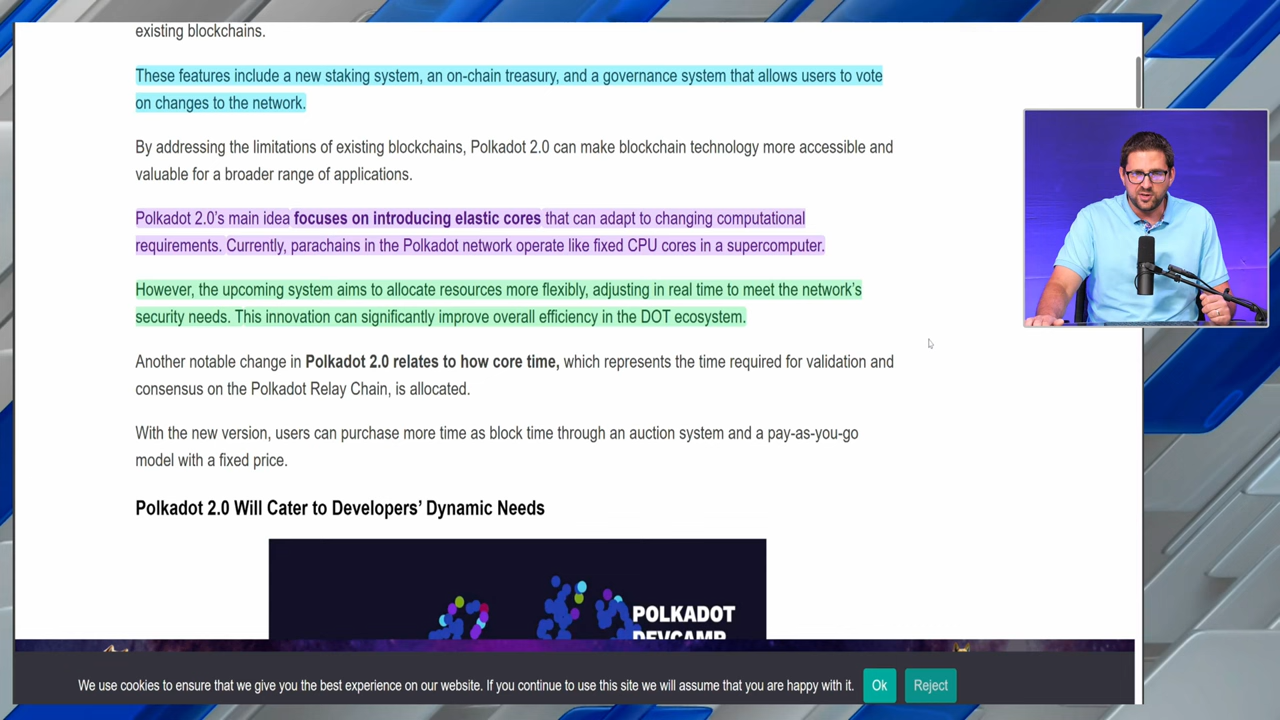 existing blockchains.
These features include a new staking system, an on-chain treasury, and a governance system that allows users to vote
on changes to the network.
By addressing the limitations of existing blockchains, Polkadot 2.0 can make blockchain technology more accessible and
valuable for a broader range of applications.
Polkadot 2.0’s main idea focuses on introducing elastic cores that can adapt to changing computational
requirements. Currently, parachains in the Polkadot network operate like fixed CPU cores in a supercomputer.
However, the upcoming system aims to allocate resources more flexibly, adjusting in real time to meet the network’s
security needs. This innovation can significantly improve overall efficiency in the DOT ecosystem.
Another notable change in Polkadot 2.0 relates to how core time, which represents the time required for validation and
consensus on the Polkadot Relay Chain, is allocated.
With the new version, users can purchase more time as block time through an auction system and a pay-as-you-go
model with a fixed price.
Polkadot 2.0 Will Cater to Developers’ Dynamic Needs
POLKADOT
DEVCAMP
We use cookies to ensure that we give you the best experience on our website. If you continue to use this site we will assume that you are happy with it.
Ok
Reject